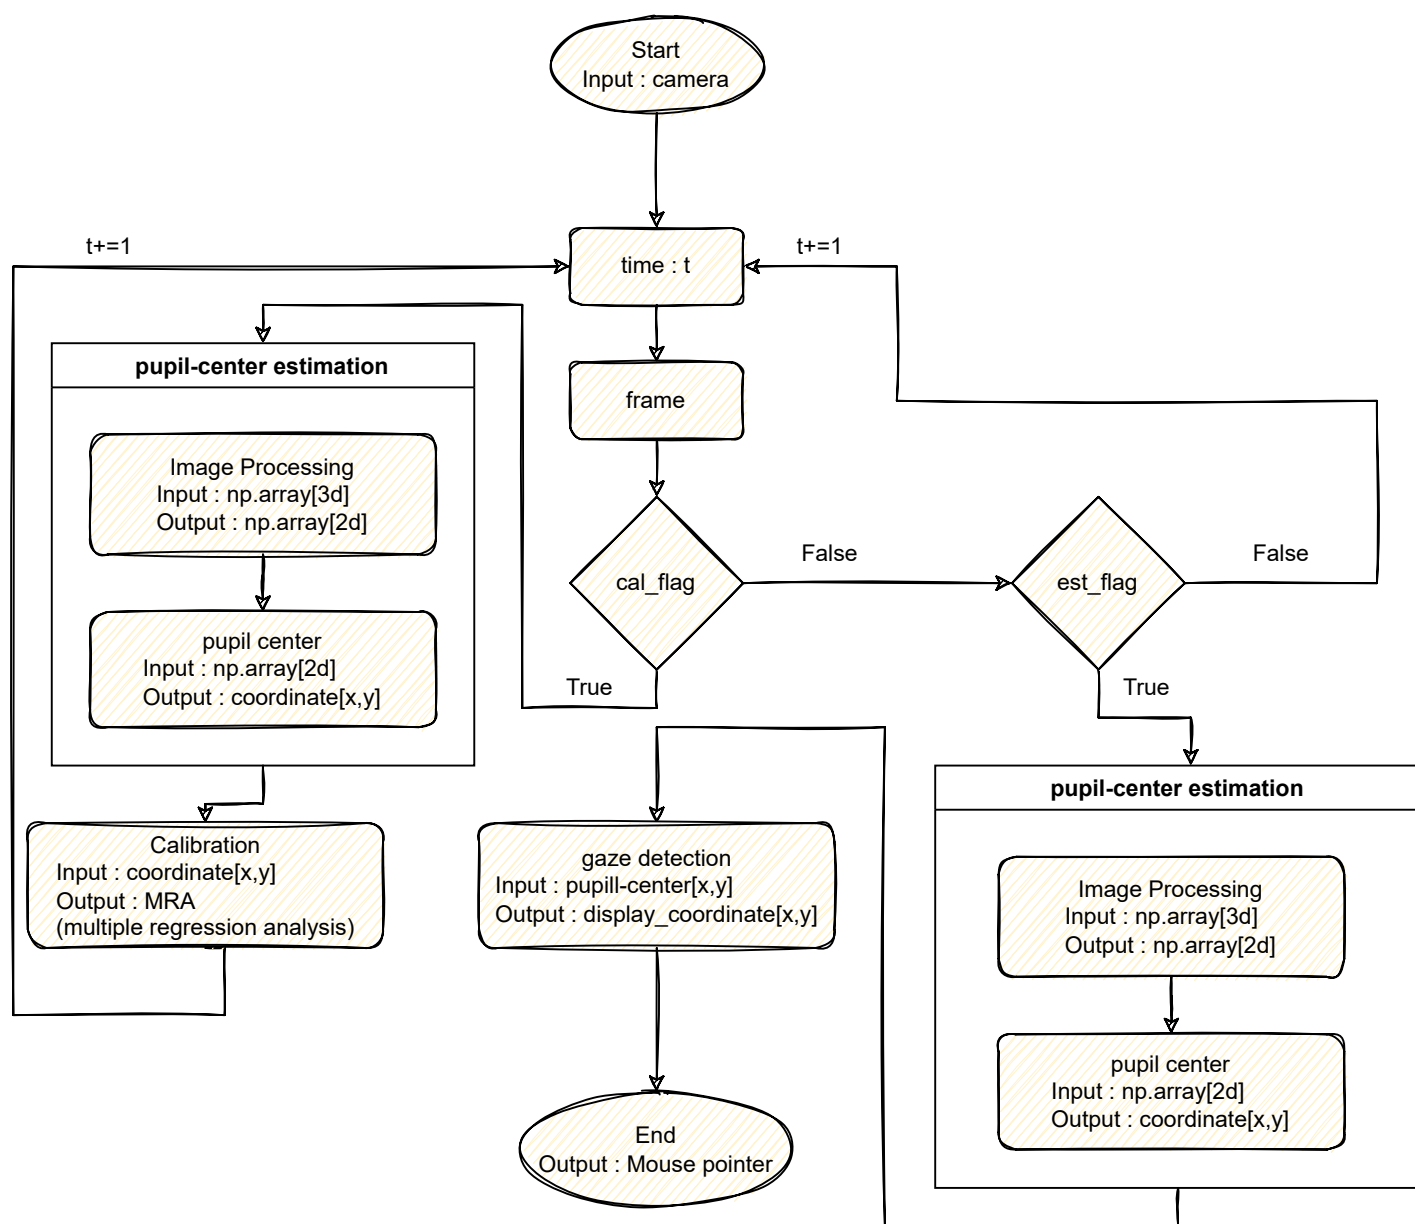 Start
Input : camera
t+=1
time : t
t+=1
pupil-center estimation
frame
Image Processing
Input : np.array[3d]
Output : np.array[2d]
pupil center
Input : np.array[2d]
Output : coordinate[x,y]
cal_flag
False
est_flag
False
True
True
Calibration
Input : coordinate[x,y]
Output : MRA
(multiple regression analysis)
gaze detection
Input : pupill-center[x,y]
Output : display_coordinate[x,y]
pupil-center estimation
Image Processing
Input : np.array[3d]
Output : np.array[2d]
pupil center
Input : np.array[2d]
Output : coordinate[x,y]
End
Output : Mouse pointer